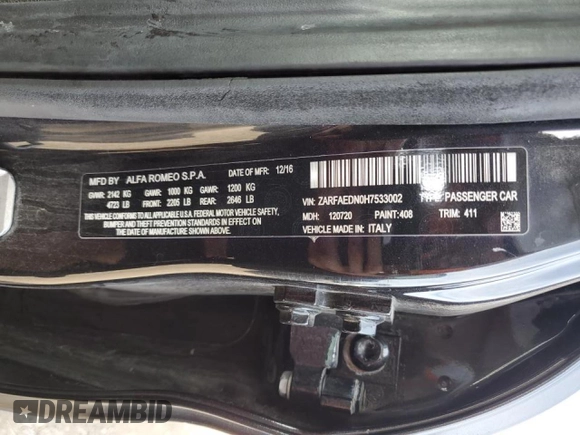 MFD BY ALFA ROMEO S.P.A. DATE OF MFR 12/16
GVWR: 2142 KG GAWR: 1000 KG GAWR: 1200 KG
4723 LB FRONT: 2205 LB REAR: 2646 LB
THIS VEHICLE CONFORMS TO ALL APPLICABLE
FEDERAL MOTOR VEHICLE SAFETY, BUMPER,
AND THEFT PREVENTION STANDARDS IN EFFECT ON
THE DATE OF MANUFACTURE SHOWN ABOVE.
VIN: ZARFAEDN0H7533002 TYPE: PASSENGER CAR
MDH: 120720 PAINT: 408 TRIM: 411
VEHICLE MADE IN: ITALY
DREAMBID